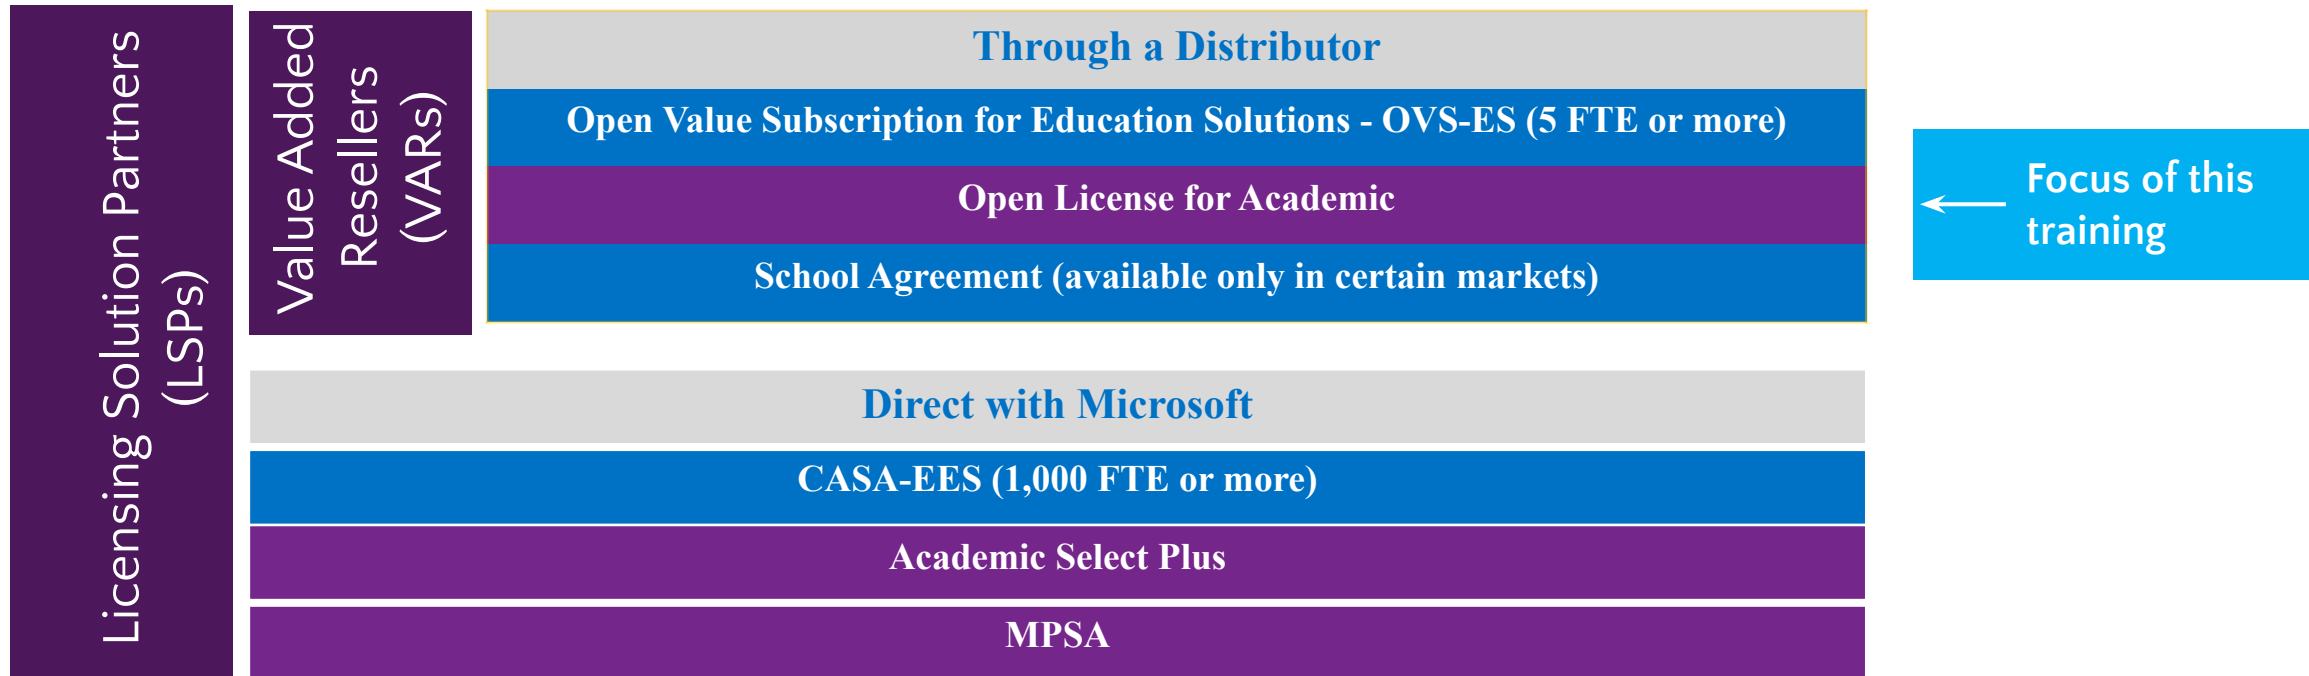 Licensing Solution Partners
(LSPs)
Value Added
Resellers
(VARs)
Through a Distributor
Open Value Subscription for Education Solutions - OVS-ES (5 FTE or more)
Open License for Academic
School Agreement (available only in certain markets)
Focus of this
training
Direct with Microsoft
CASA-EES (1,000 FTE or more)
Academic Select Plus
MPSA